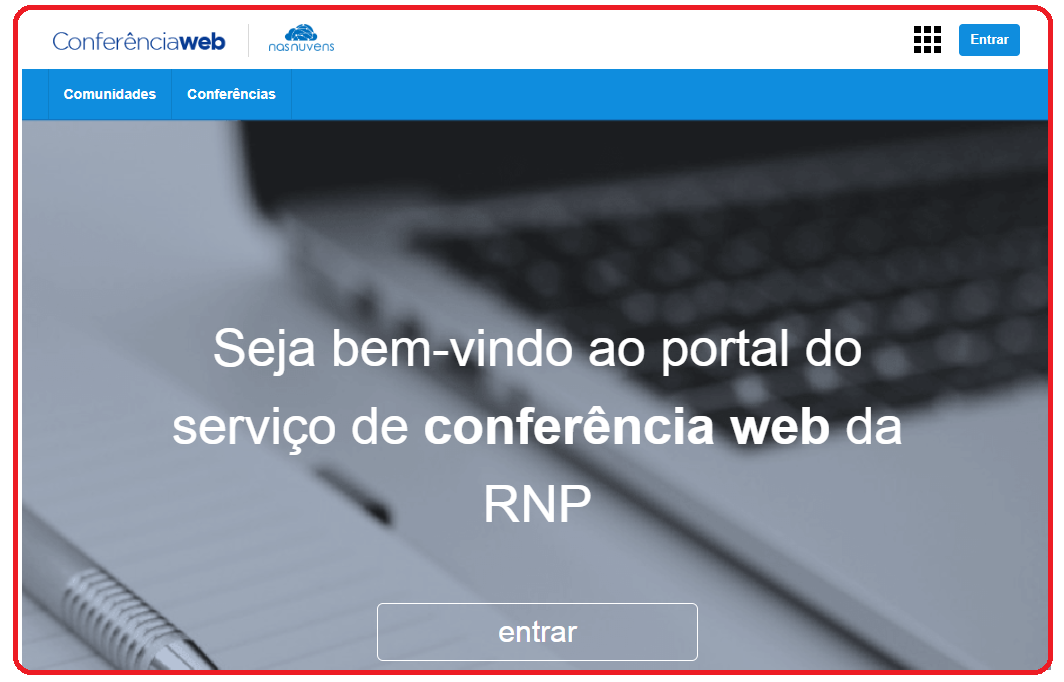 Conferênciaweb
nasnuvens
Entrar
Comunidades
Conferências
Seja bem-vindo ao portal do
serviço de conferência web da
RNP
entrar